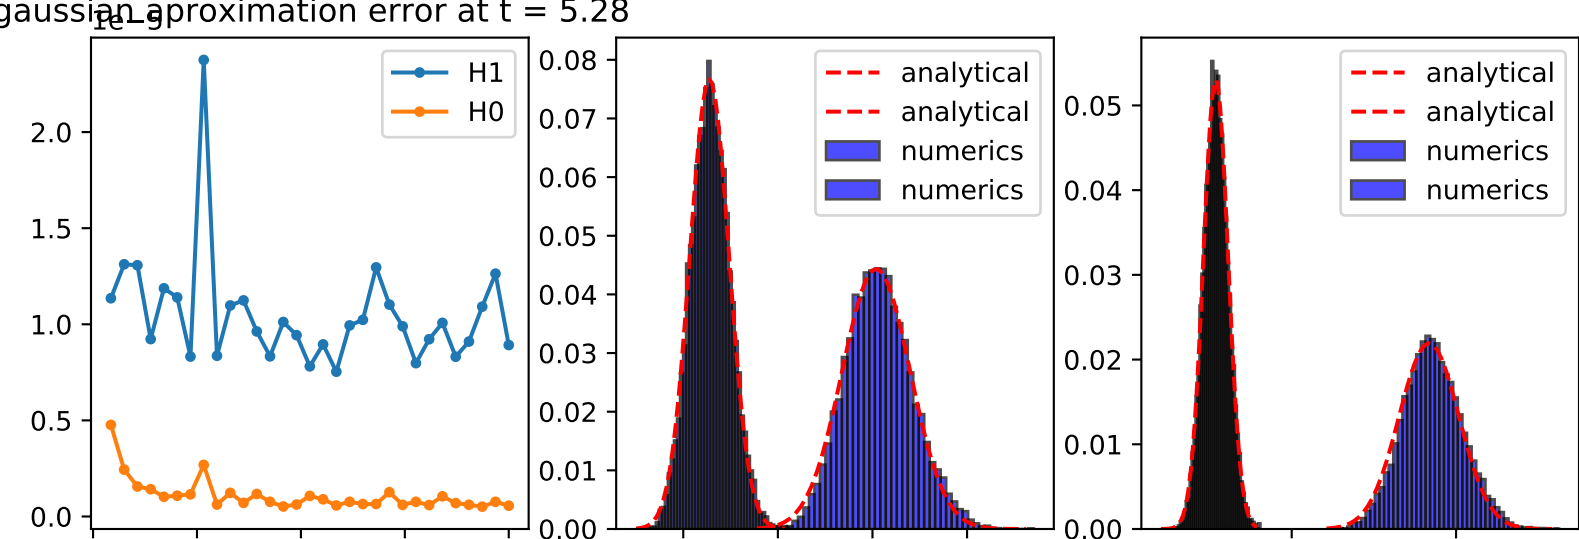 gaussian aproximation error at t = 5.28
1e−5
H1
H0
2.0
1.5
1.0
0.5
0.0
analytical
analytical
numerics
numerics
0.08
0.07
0.06
0.05
0.04
0.03
0.02
0.01
0.00
analytical
analytical
numerics
numerics
0.05
0.04
0.03
0.02
0.01
0.00